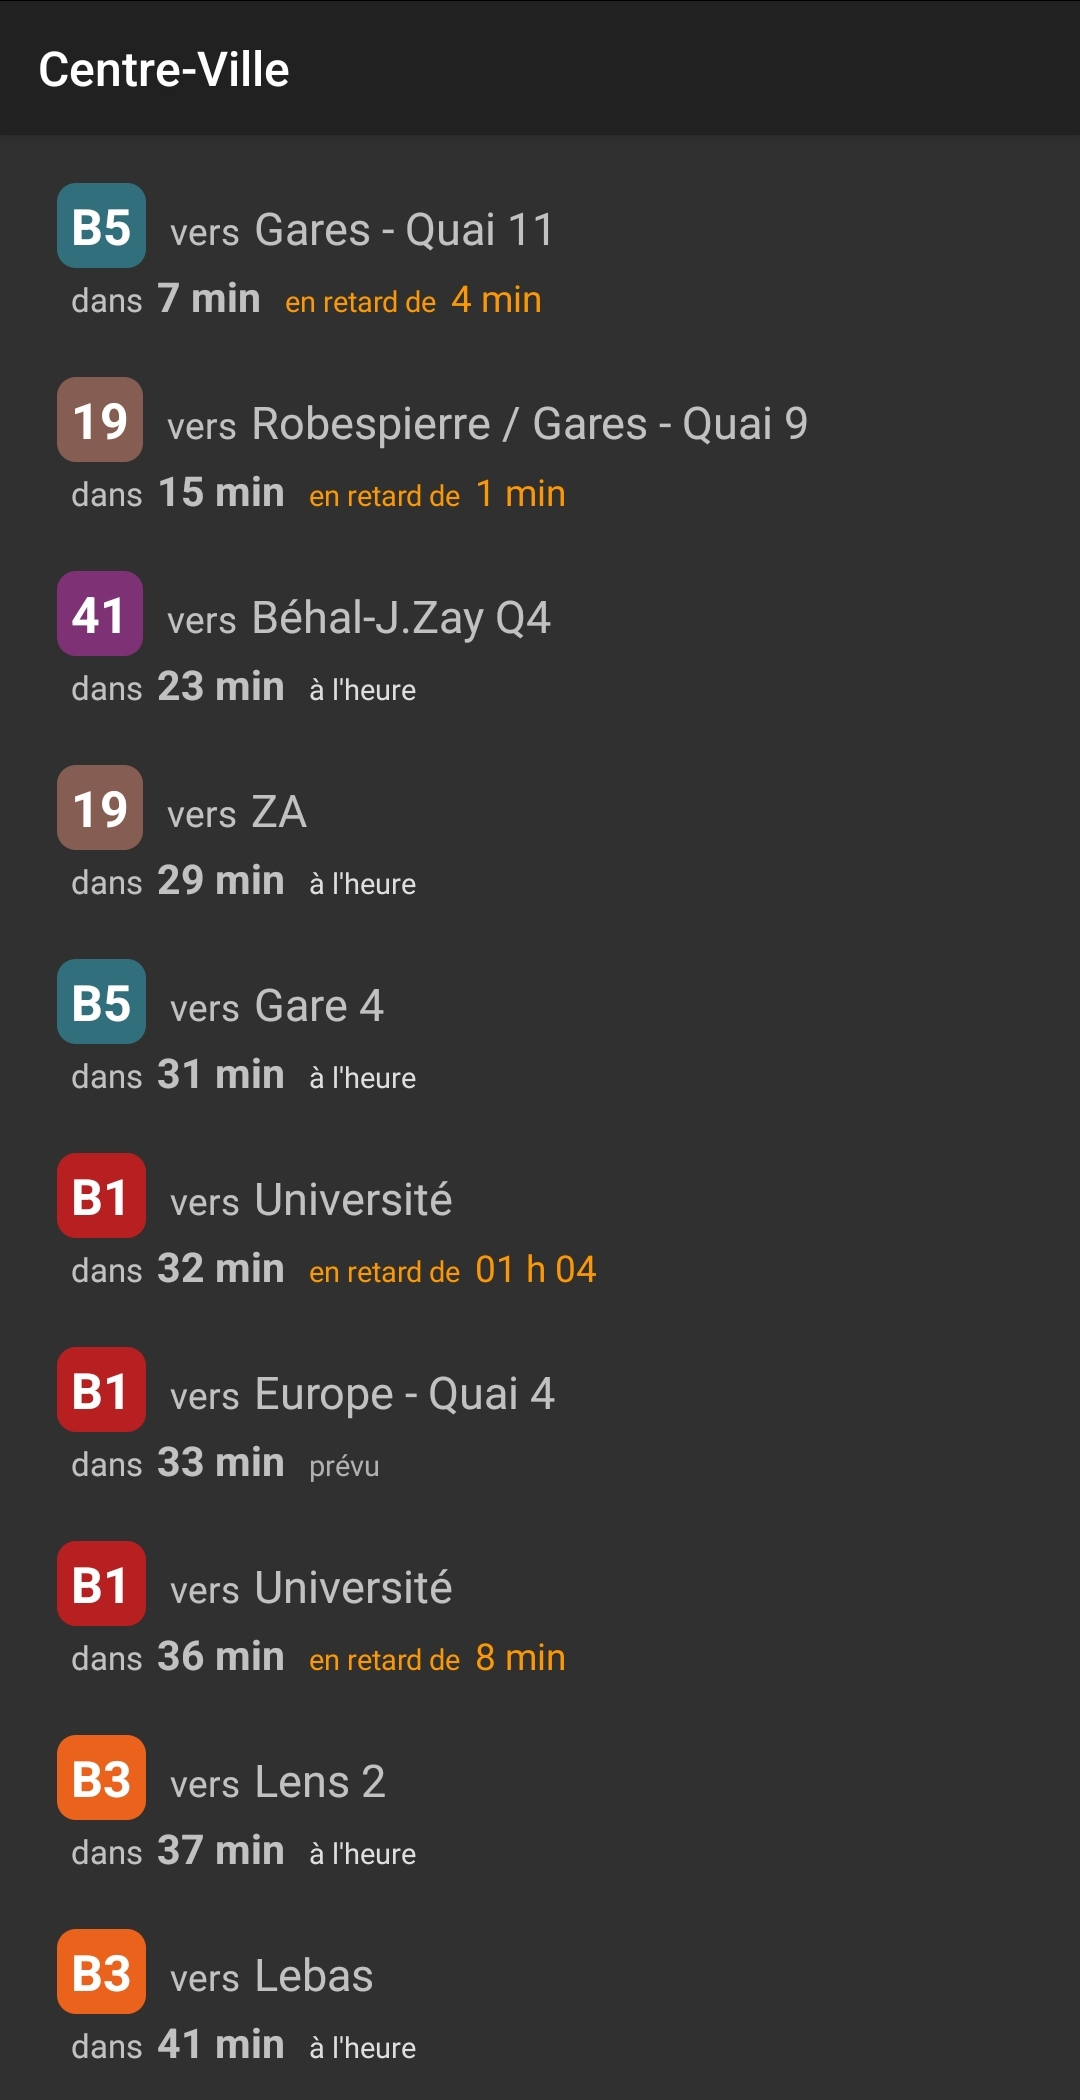 Centre-Ville
B5 vers Gares - Quai 11
dans 7 min en retard de 4 min
19 vers Robespierre / Gares - Quai 9
dans 15 min en retard de 1 min
41 vers Béhal-J.Zay Q4
dans 23 min à l'heure
19 vers ZA
dans 29 min à l'heure
B5 vers Gare 4
dans 31 min à l'heure
B1 vers Université
dans 32 min en retard de 01 h 04
B1 vers Europe - Quai 4
dans 33 min prévu
B1 vers Université
dans 36 min en retard de 8 min
B3 vers Lens 2
dans 37 min à l'heure
B3 vers Lebas
dans 41 min à l'heure